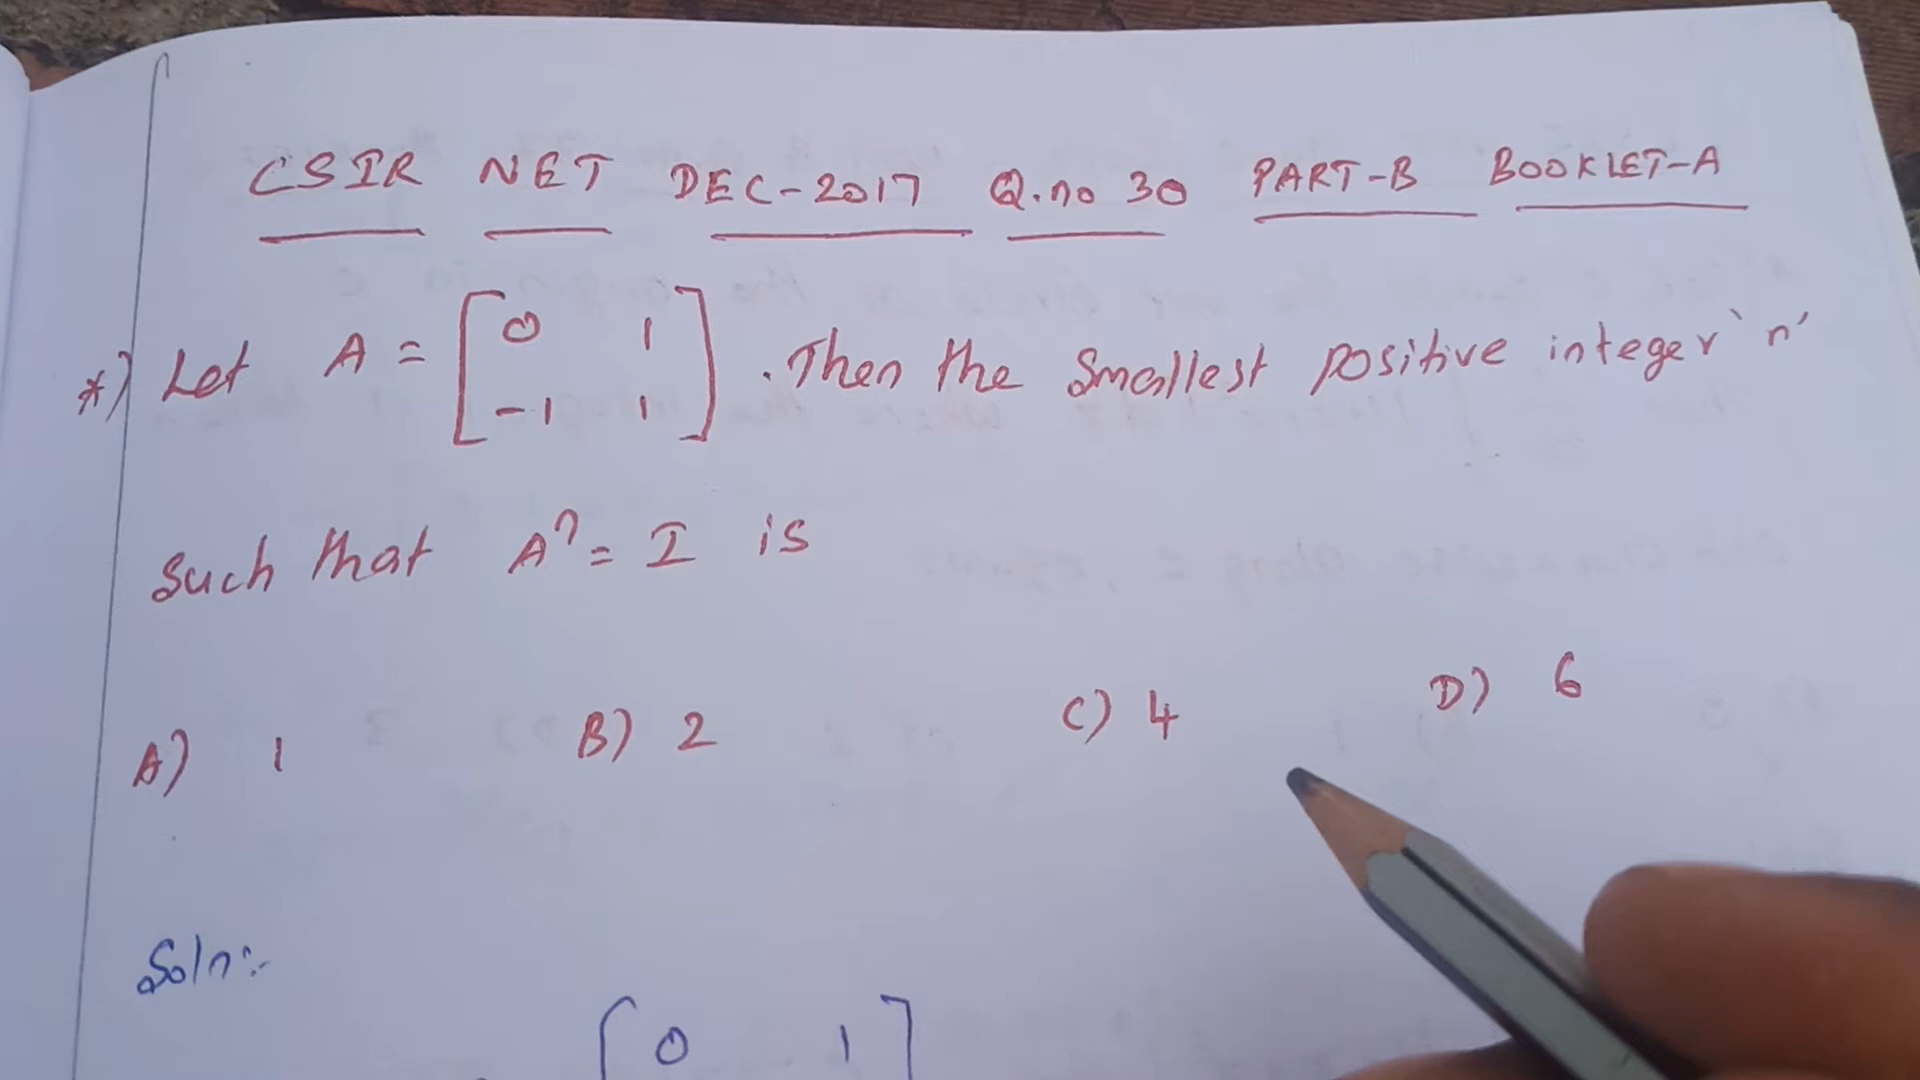 CSIR NET DEC-2017 Q.no 30 PART-B BOOKLET-A
*) Let A = [0 1
-1 1]. Then the smallest positive integer 'n'
such that Aⁿ = I is
A) 1 B) 2 C) 4 D) 6
Soln:-
[0 1]